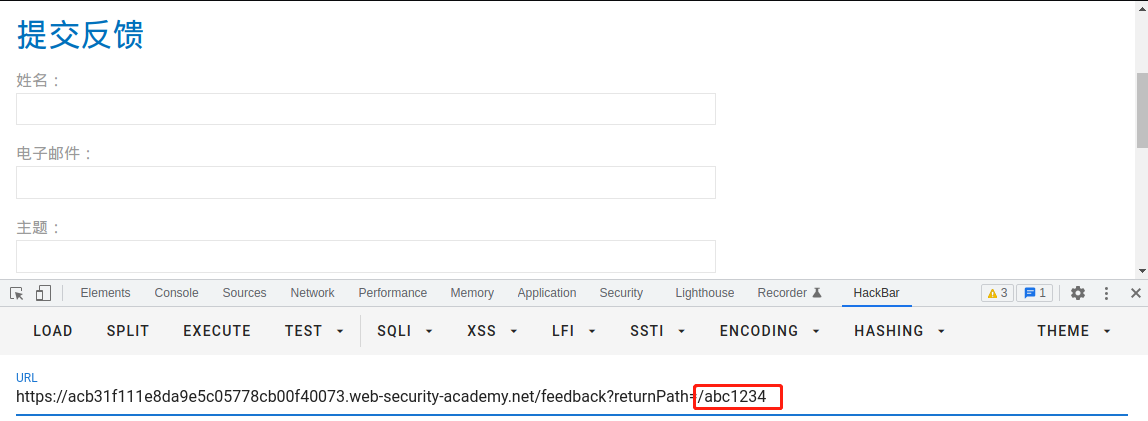 提交反馈
姓名：
电子邮件：
主题：
Elements Console Sources Network Performance Memory Application Security Lighthouse Recorder HackBar 3 1
LOAD SPLIT EXECUTE TEST SQLI XSS LFI SSTI ENCODING HASHING THEME
URL
https://acb31f111e8da9e5c05778cb00f40073.web-security-academy.net/feedback?returnPath=/abc1234